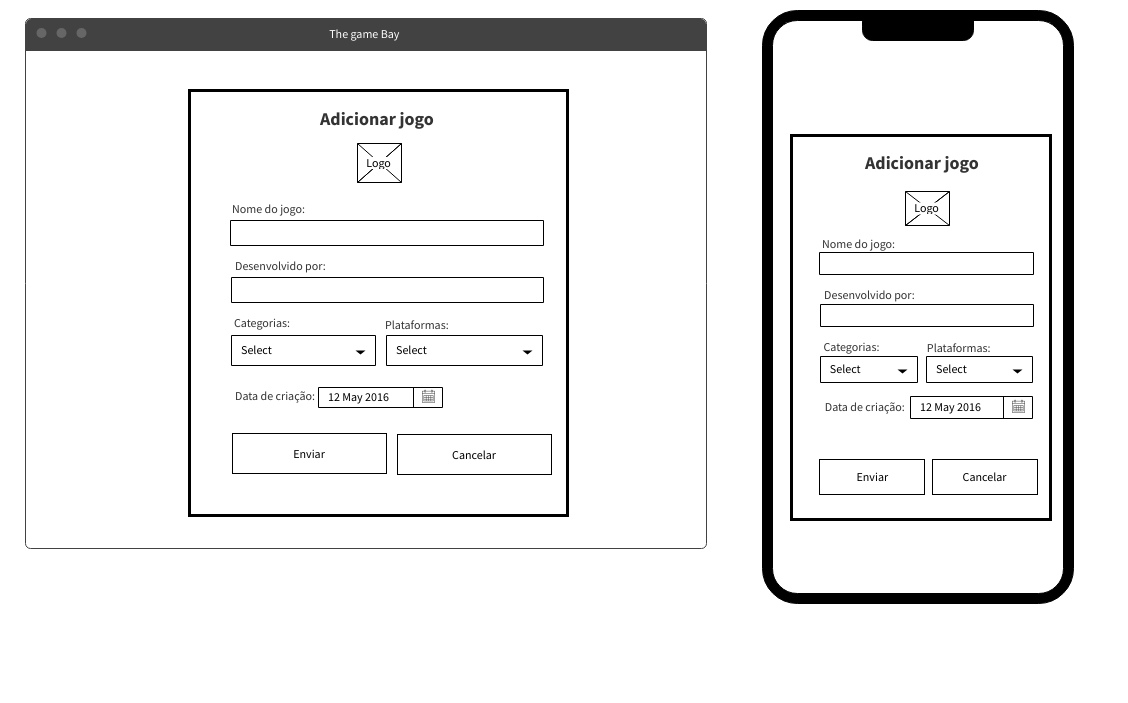 The game Bay
Adicionar jogo
Logo
Nome do jogo:
Desenvolvido por:
Categorias: Plataformas:
Select Select
Data de criação: 12 May 2016
Enviar Cancelar
Adicionar jogo
Logo
Nome do jogo:
Desenvolvido por:
Categorias: Plataformas:
Select Select
Data de criação: 12 May 2016
Enviar Cancelar